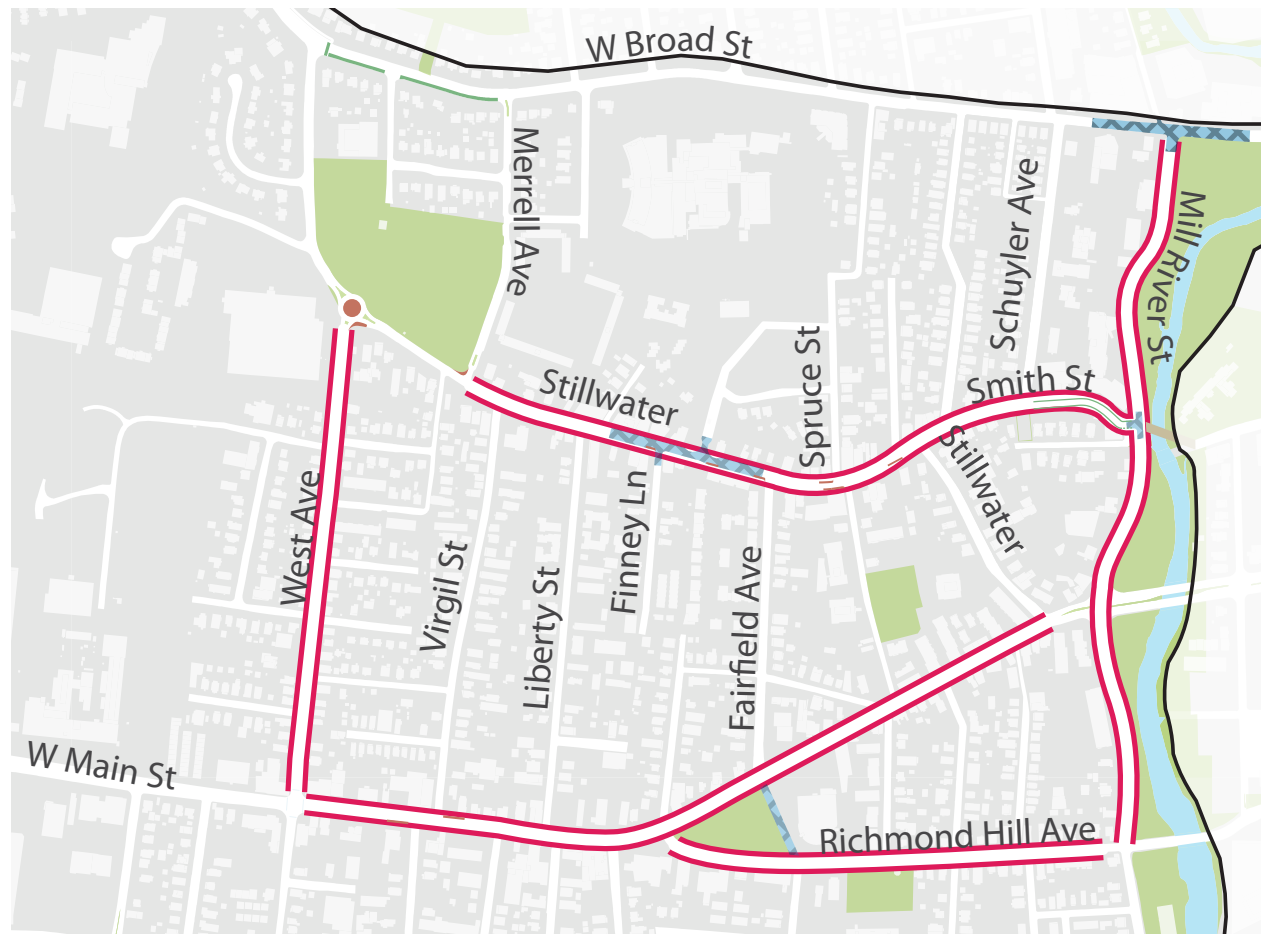 W Broad St
Merrell Ave
Schuyler Ave
Mill River St
Stillwater
Spruce St
Smith St
Stillwater
West Ave
Virgil St
Liberty St
Finney Ln
Fairfield Ave
W Main St
Richmond Hill Ave